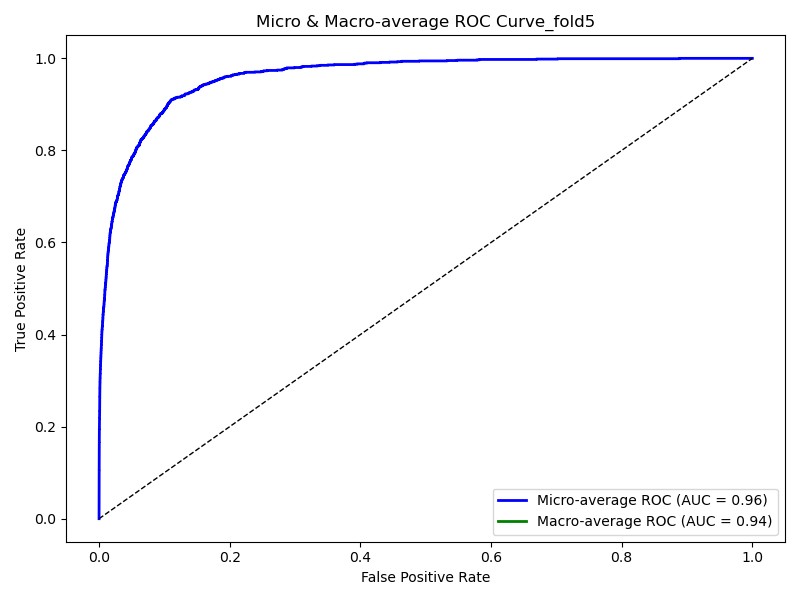 Micro & Macro-average ROC Curve_fold5
True Positive Rate
1.0
0.8
0.6
0.4
0.2
0.0
0.0 0.2 0.4 0.6 0.8 1.0
False Positive Rate
Micro-average ROC (AUC = 0.96)
Macro-average ROC (AUC = 0.94)